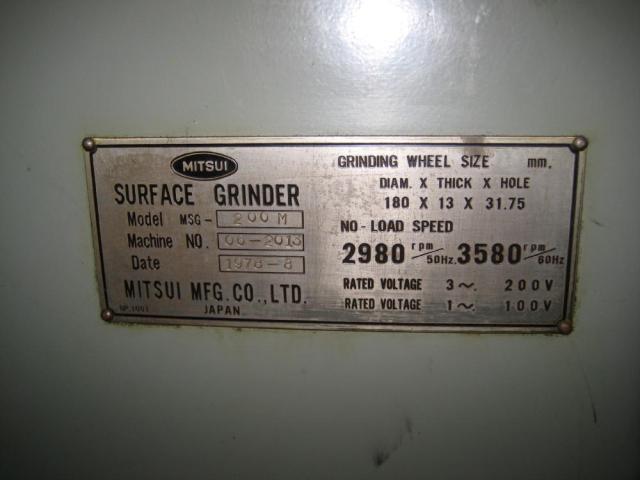 MITSUI
SURFACE GRINDER
Model MSG- 200M
Machine NO. 06-2013
Date 1978-8
MITSUI MFG. CO., LTD.
JAPAN
GRINDING WHEEL SIZE mm.
DIAM. X THICK X HOLE
180 X 13 X 31.75
NO-LOAD SPEED
2980 rpm/50Hz. 3580 rpm/60Hz
RATED VOLTAGE 3~. 200V
RATED VOLTAGE 1~. 100V